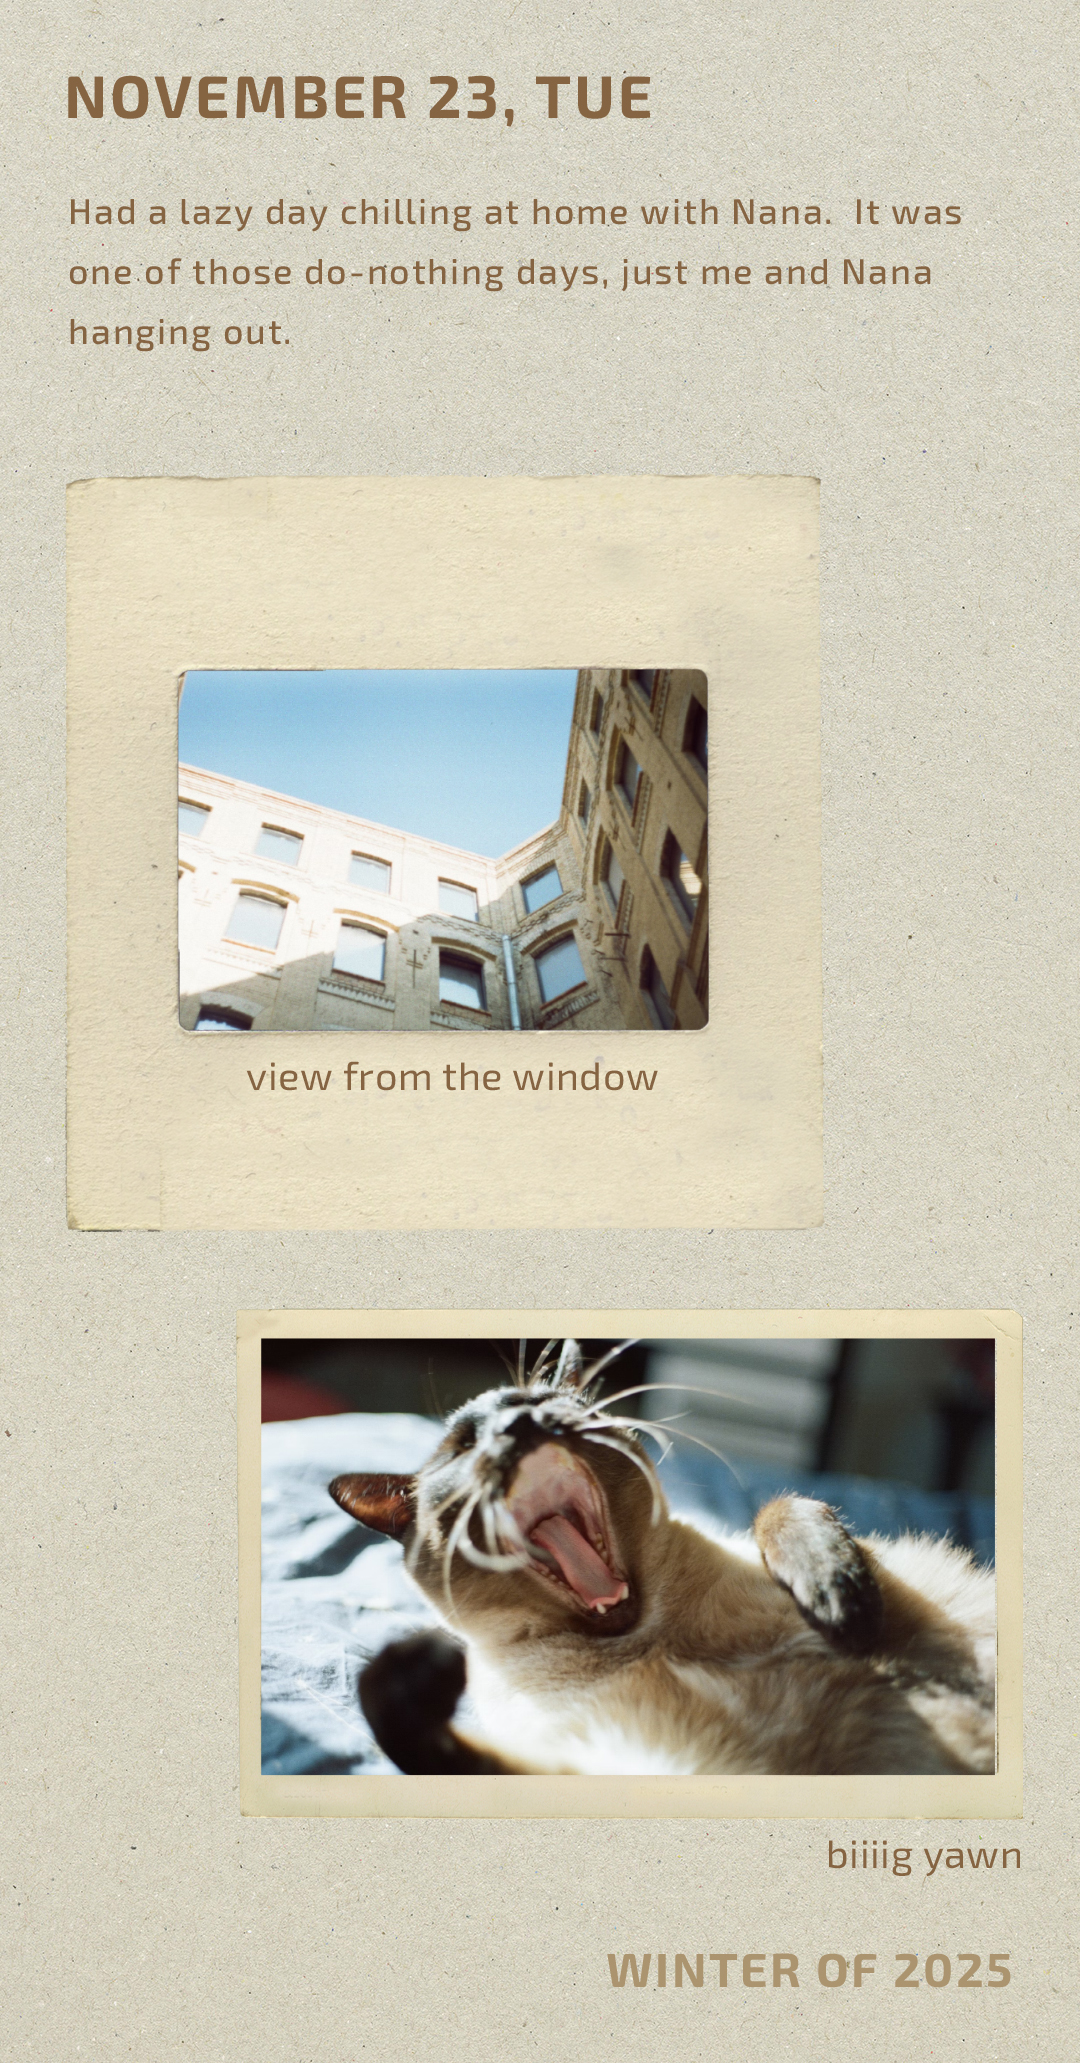 NOVEMBER 23, TUE
Had a lazy day chilling at home with Nana.  It was
one of those do-nothing days, just me and Nana
hanging out.
view from the window
biiiig yawn
WINTER OF 2025